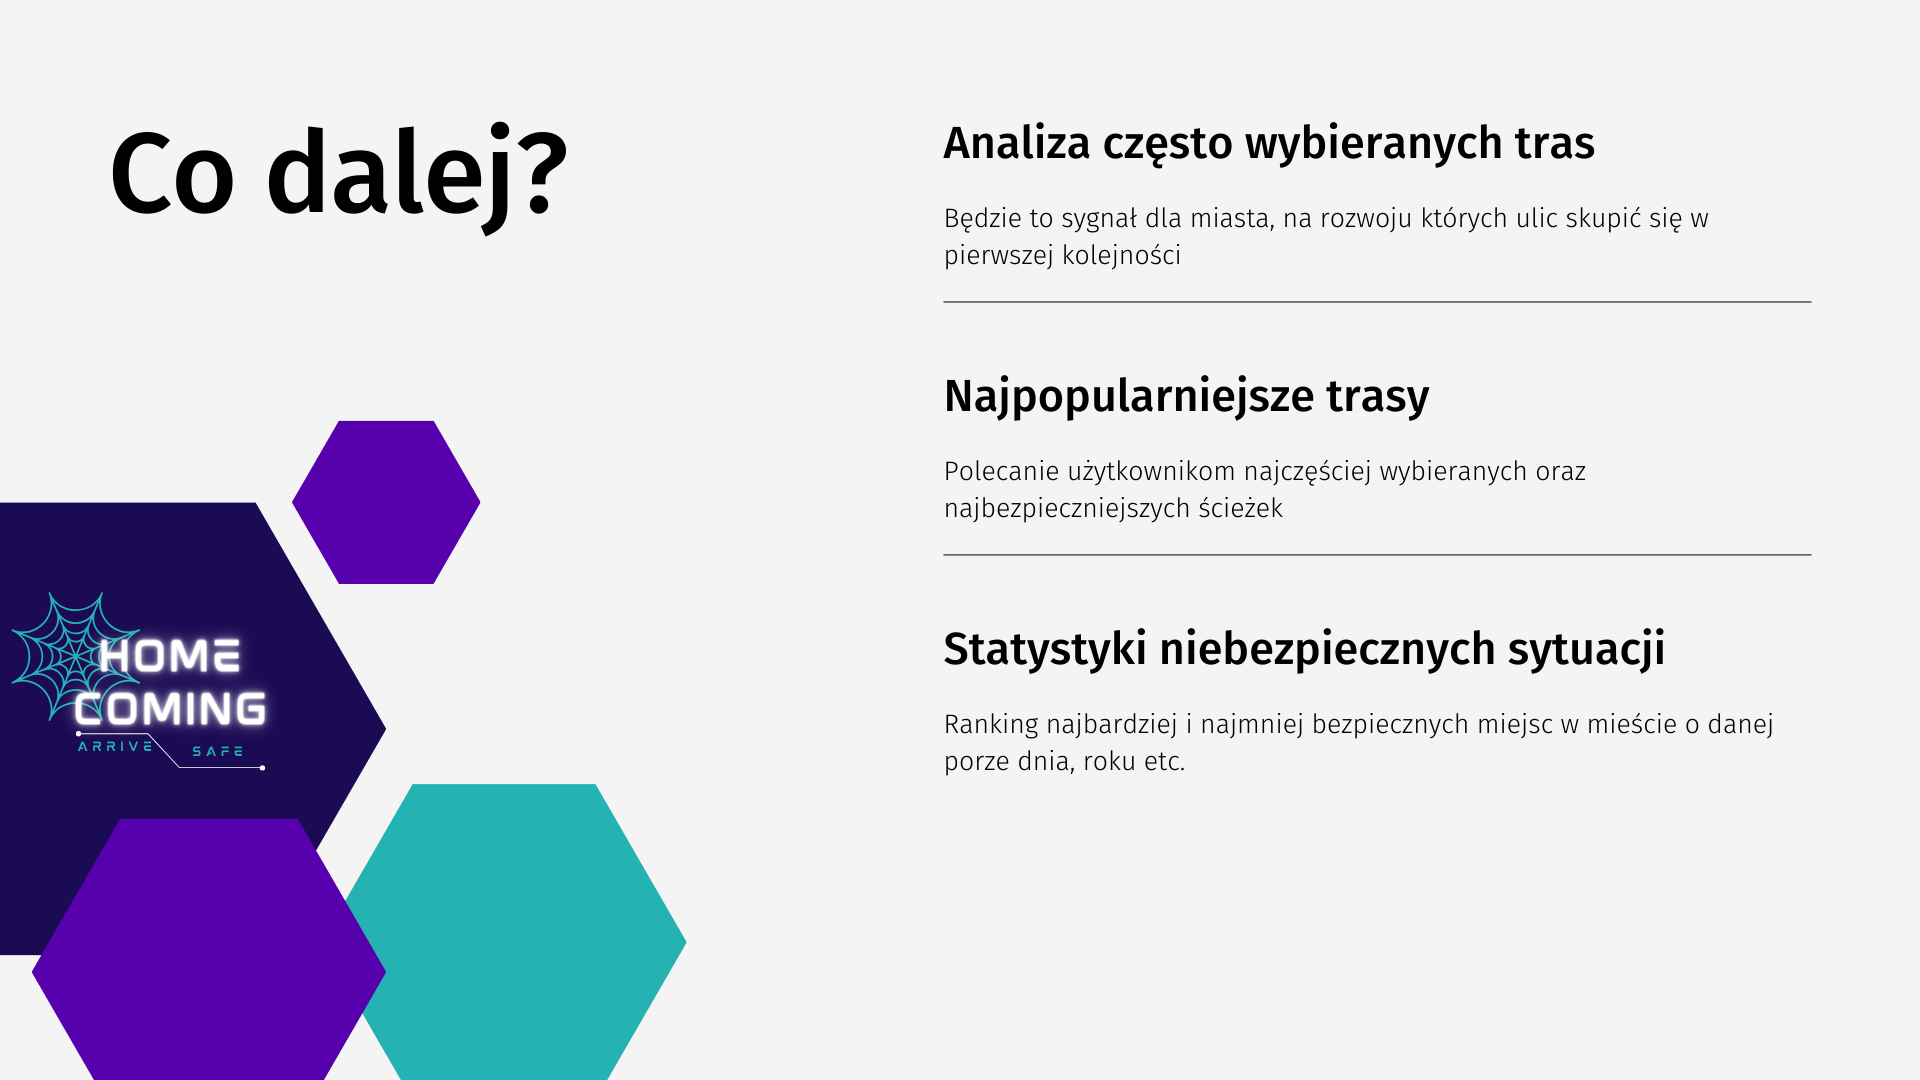 Co dalej?
Analiza często wybieranych tras
Będzie to sygnał dla miasta, na rozwoju których ulic skupić się w
pierwszej kolejności
Najpopularniejsze trasy
Polecanie użytkownikom najczęściej wybieranych oraz
najbezpieczniejszych ścieżek
Statystyki niebezpiecznych sytuacji
Ranking najbardziej i najmniej bezpiecznych miejsc w mieście o danej
porze dnia, roku etc.
HOME
COMING
ARRIVE SAFE